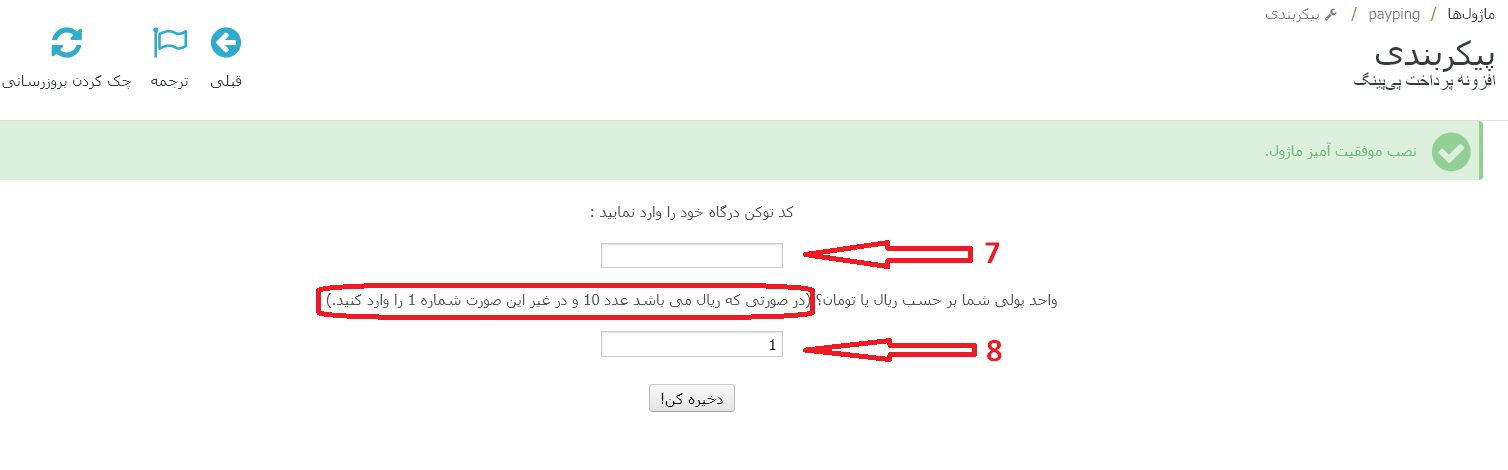 ماژول‌ها / payping / پیکربندی
پیکربندی
افزونه پرداخت پی‌پینگ
قبلی
ترجمه
چک کردن بروزرسانی
نصب موفقیت آمیز ماژول.
کد توکن درگاه خود را وارد نمایید :
7
واحد پولی شما بر حسب ریال یا تومان؟ (در صورتی که ریال می باشد عدد 10 و در غیر این صورت شماره 1 را وارد کنید.)
1
8
دخیره کن!